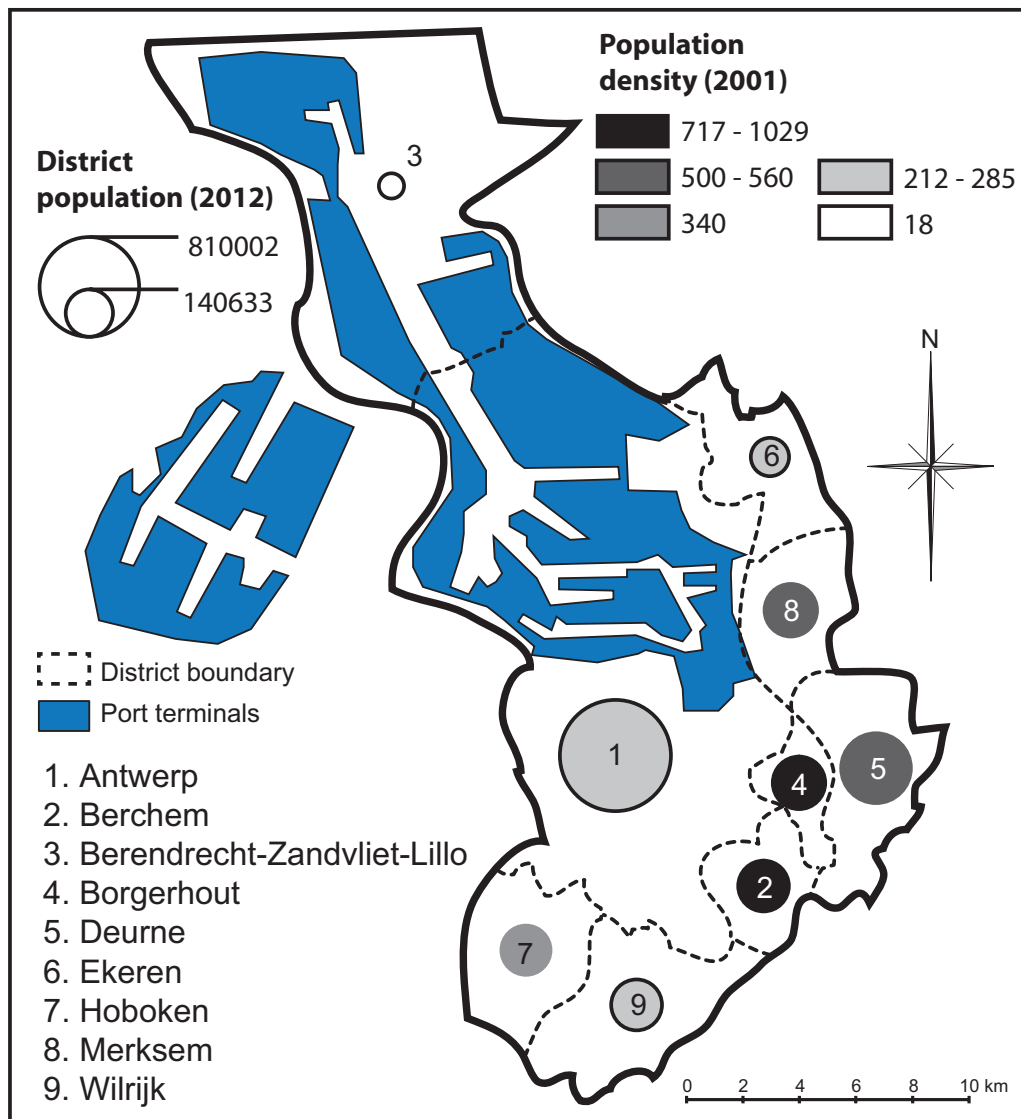 Population
density (2001)
717 - 1029
500 - 560
212 - 285
340
18
District
population (2012)
810002
140633
3
N
6
8
1
4
5
2
7
9
District boundary
Port terminals
1. Antwerp
2. Berchem
3. Berendrecht-Zandvliet-Lillo
4. Borgerhout
5. Deurne
6. Ekeren
7. Hoboken
8. Merksem
9. Wilrijk
0 2 4 6 8 10 km